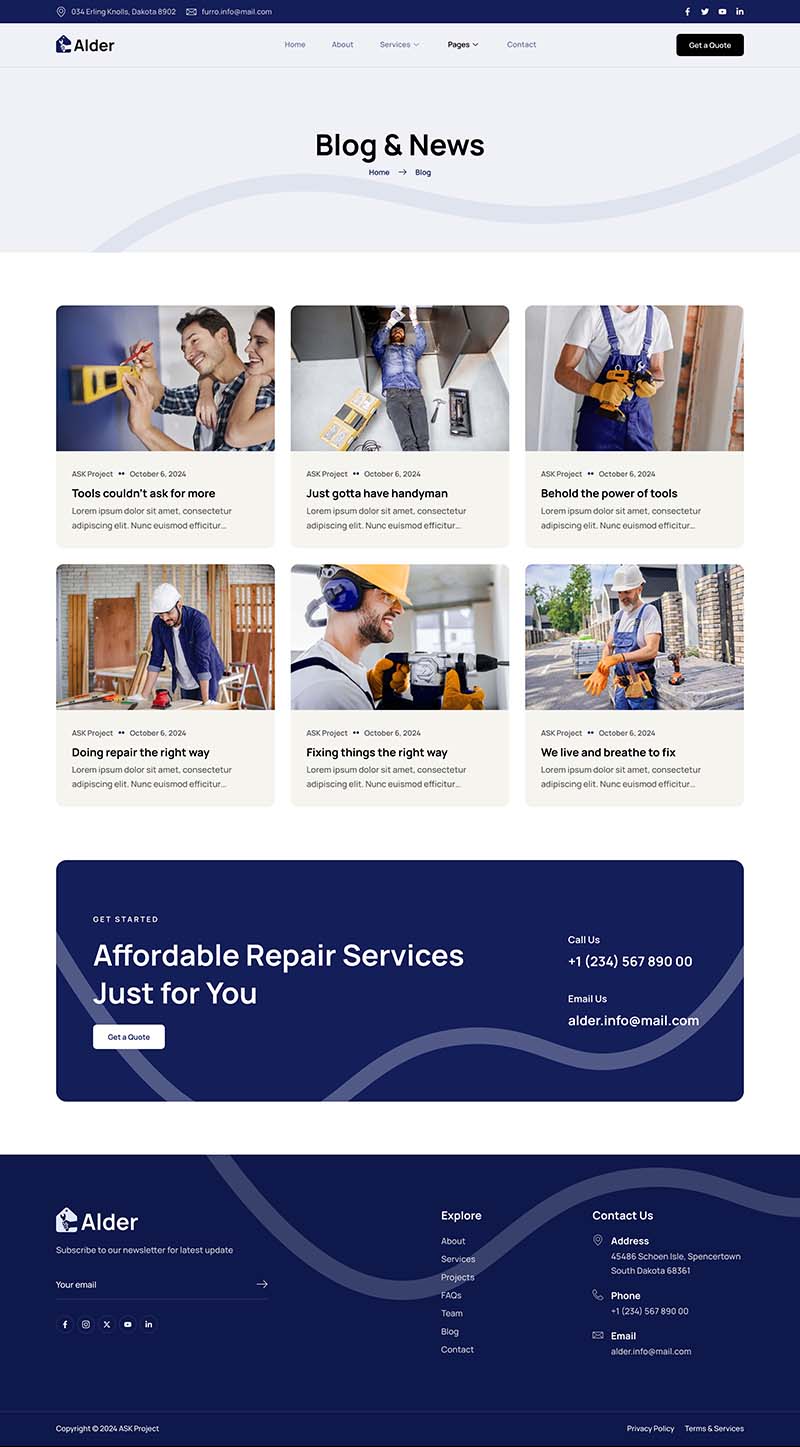 034 Erling Knolls, Dakota 8902 furro.info@mail.com
Alder
Home About Services Pages Contact
Get a Quote
Blog & News
Home Blog
ASK Project •• October 6, 2024
Tools couldn't ask for more
Lorem ipsum dolor sit amet, consectetur
adipiscing elit. Nunc euismod efficitur...
ASK Project •• October 6, 2024
Just gotta have handyman
Lorem ipsum dolor sit amet, consectetur
adipiscing elit. Nunc euismod efficitur...
ASK Project •• October 6, 2024
Behold the power of tools
Lorem ipsum dolor sit amet, consectetur
adipiscing elit. Nunc euismod efficitur...
ASK Project •• October 6, 2024
Doing repair the right way
Lorem ipsum dolor sit amet, consectetur
adipiscing elit. Nunc euismod efficitur...
ASK Project •• October 6, 2024
Fixing things the right way
Lorem ipsum dolor sit amet, consectetur
adipiscing elit. Nunc euismod efficitur...
ASK Project •• October 6, 2024
We live and breathe to fix
Lorem ipsum dolor sit amet, consectetur
adipiscing elit. Nunc euismod efficitur...
GET STARTED
Affordable Repair Services
Just for You
Get a Quote
Call Us
+1 (234) 567 890 00
Email Us
alder.info@mail.com
Alder
Subscribe to our newsletter for latest update
Your email
Explore
About
Services
Projects
FAQs
Team
Blog
Contact
Contact Us
Address
45486 Schoen Isle, Spencertown
South Dakota 68361
Phone
+1 (234) 567 890 00
Email
alder.info@mail.com
Copyright © 2024 ASK Project
Privacy Policy Terms & Services